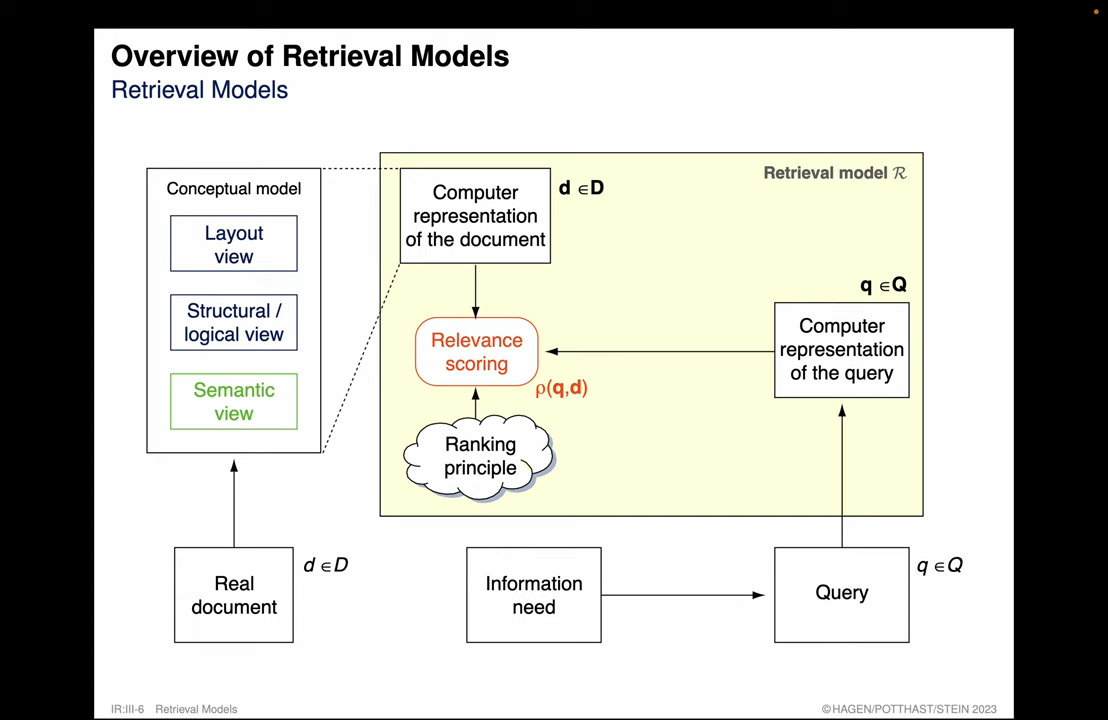 Overview of Retrieval Models
Retrieval Models
Conceptual model
Layout
view
Structural /
logical view
Semantic
view
Real
document
d ∈D
Retrieval model ℛ
Computer
representation
of the document
d ∈D
Relevance
scoring
ρ(q,d)
Ranking
principle
q ∈Q
Computer
representation
of the query
Information
need
Query
q ∈Q
IR:III-6 Retrieval Models
©HAGEN/POTTHAST/STEIN 2023